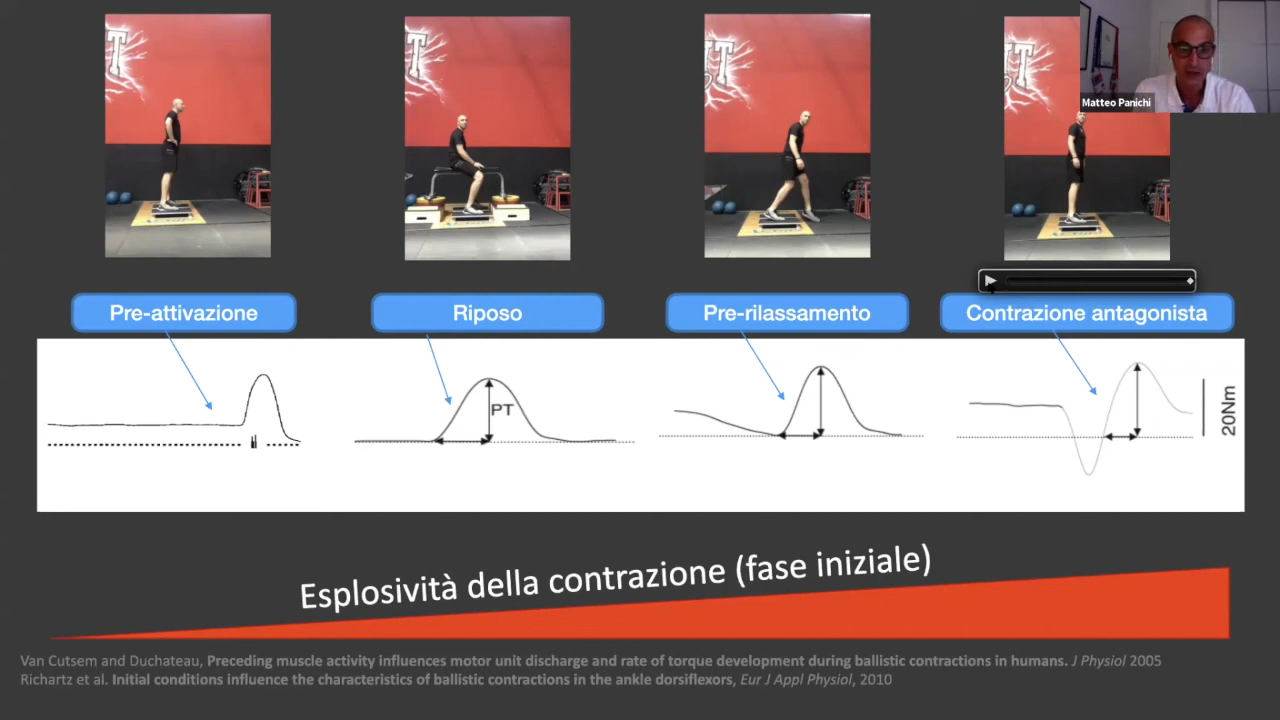 Matteo Panichi
Pre-attivazione
Riposo
Pre-rilassamento
Contrazione antagonista
PT
20Nm
Esplosività della contrazione (fase iniziale)
Van Cutsem and Duchateau, Preceding muscle activity influences motor unit discharge and rate of torque development during ballistic contractions in humans. J Physiol 2005
Richartz et al. Initial conditions influence the characteristics of ballistic contractions in the ankle dorsiflexors, Eur J Appl Physiol, 2010